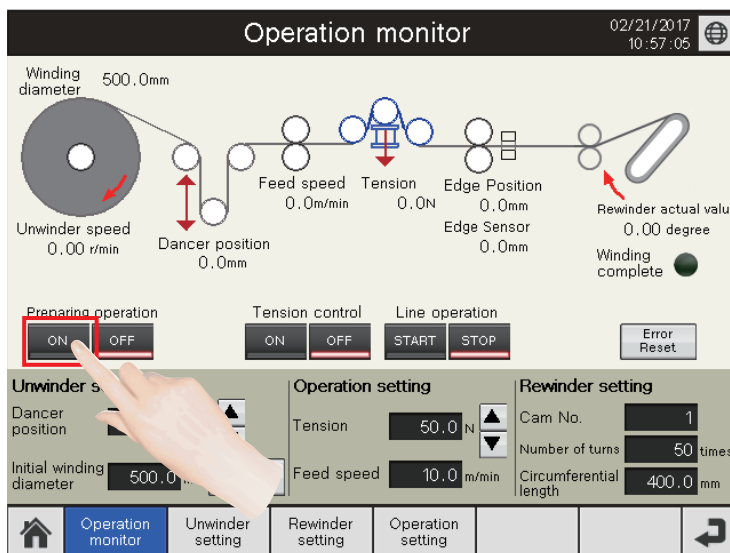 Operation monitor
02/21/2017
10:57:05
Winding
diameter
500.0mm
Feed speed
0.0m/min
Tension
0.0N
Edge Position
0.0mm
Edge Sensor
0.0mm
Unwinder speed
0.00 r/min
Dancer position
0.0mm
Rewinder actual valu
0.00 degree
Winding
complete
Preparing operation
ON OFF
Tension control
ON OFF
Line operation
START STOP
Error
Reset
Unwinder s
Dancer
position
Initial winding
diameter
500.0
Operation setting
Tension
50.0 N
Feed speed
10.0 m/min
Rewinder setting
Cam No.
1
Number of turns
50 times
Circumferential
length
400.0 mm
Operation
monitor
Unwinder
setting
Rewinder
setting
Operation
setting